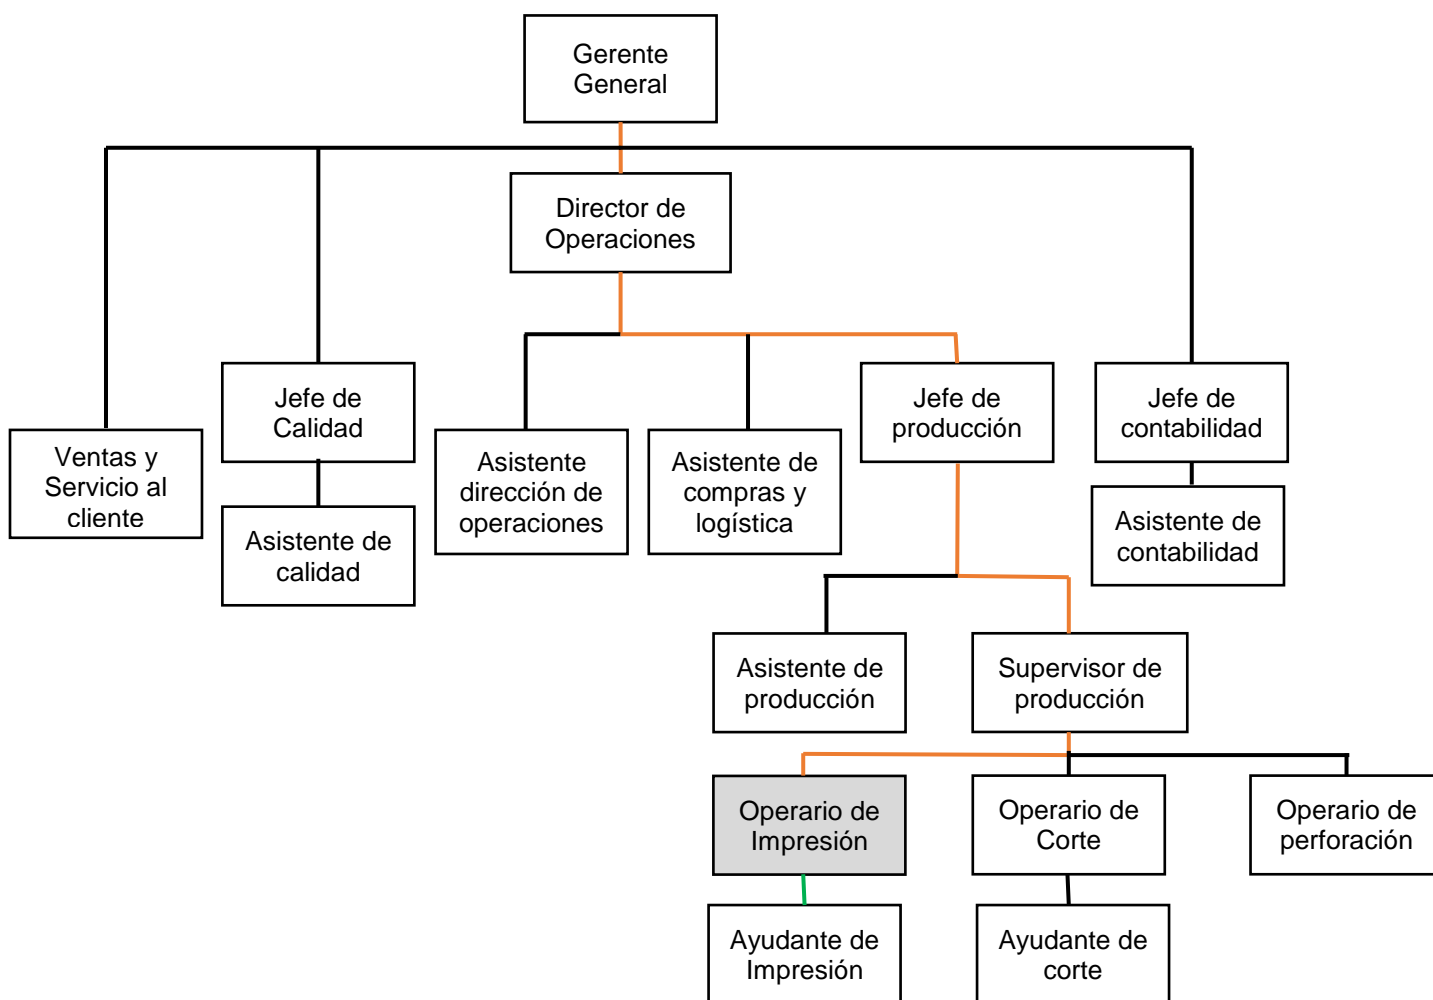 Gerente
General
Director de
Operaciones
Jefe de
Calidad
Jefe de
producción
Jefe de
contabilidad
Ventas y
Servicio al
cliente
Asistente
dirección de
operaciones
Asistente de
compras y
logística
Asistente de
calidad
Asistente de
contabilidad
Asistente de
producción
Supervisor de
producción
Operario de
Impresión
Operario de
Corte
Operario de
perforación
Ayudante de
Impresión
Ayudante de
corte